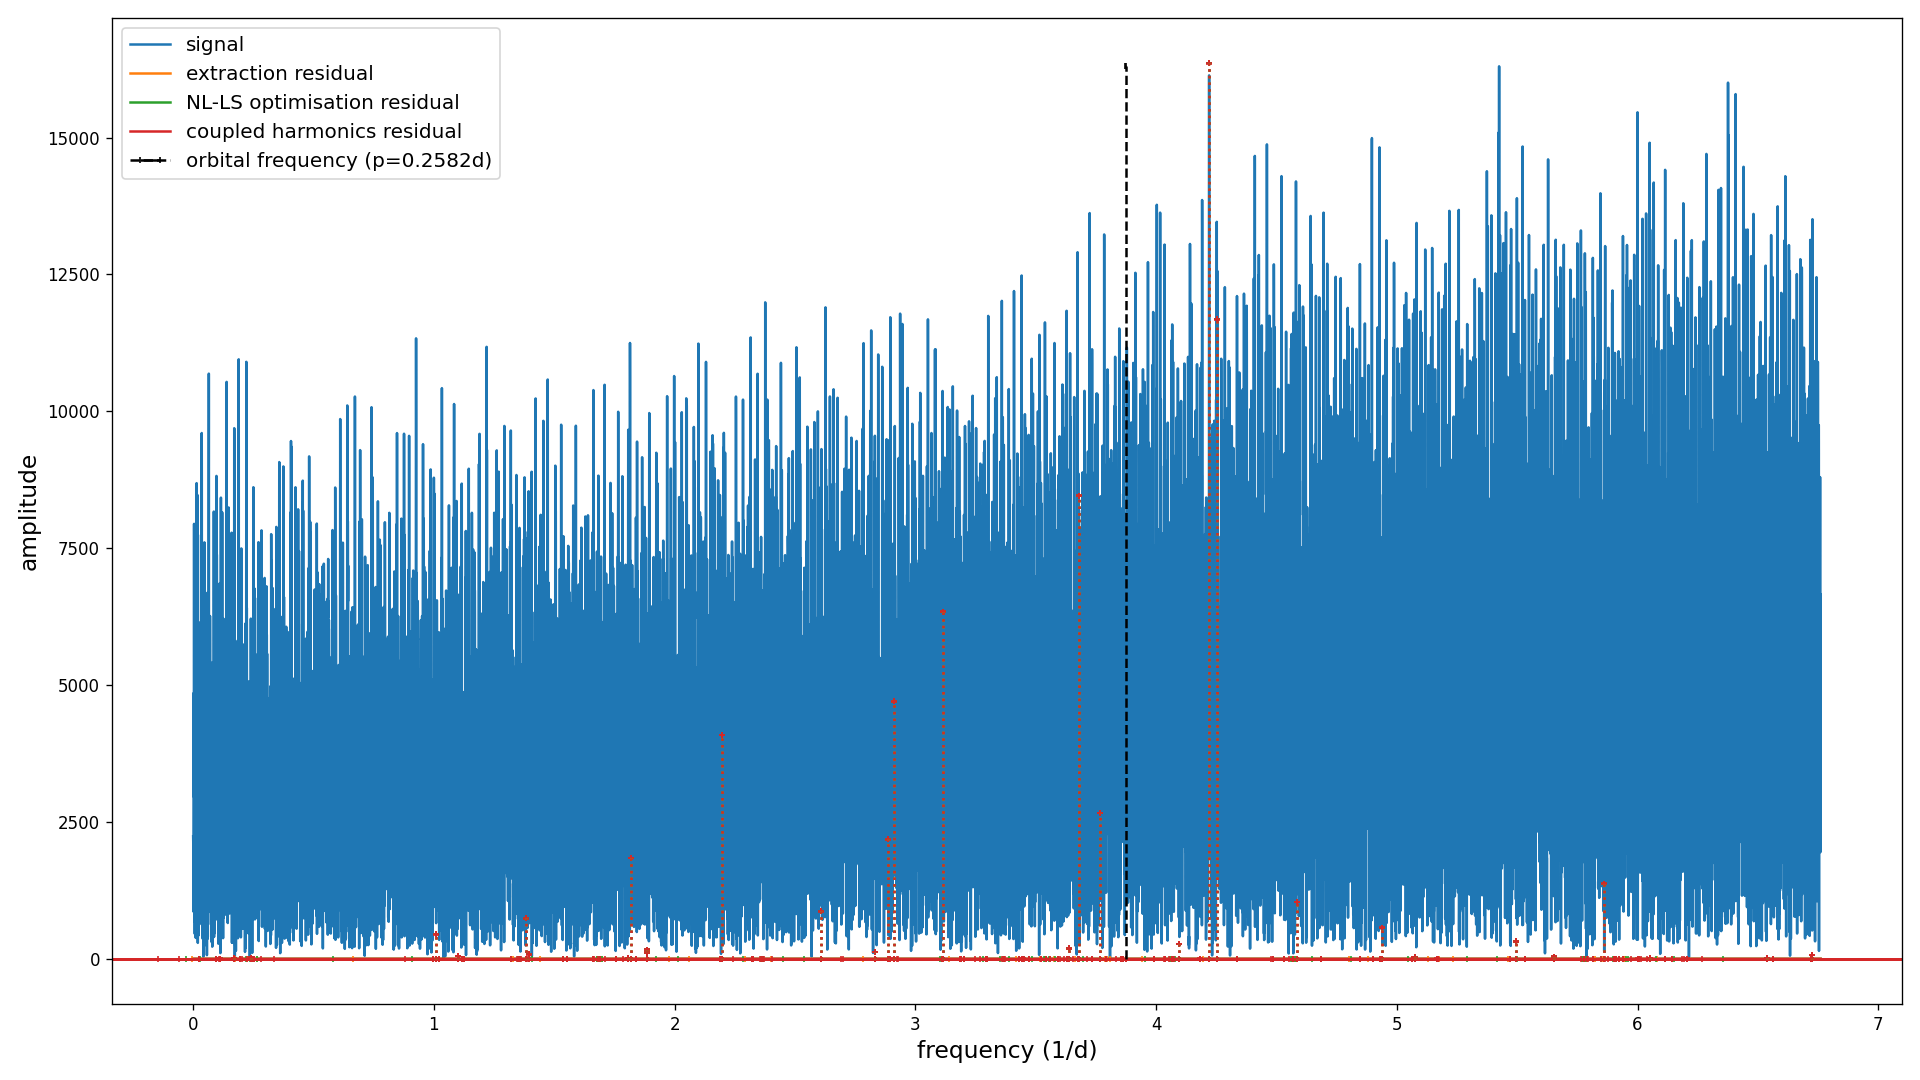 signal
extraction residual
NL-LS optimisation residual
coupled harmonics residual
orbital frequency (p=0.2582d)
amplitude
15000
12500
10000
7500
5000
2500
0
0 1 2 3 4 5 6 7
frequency (1/d)